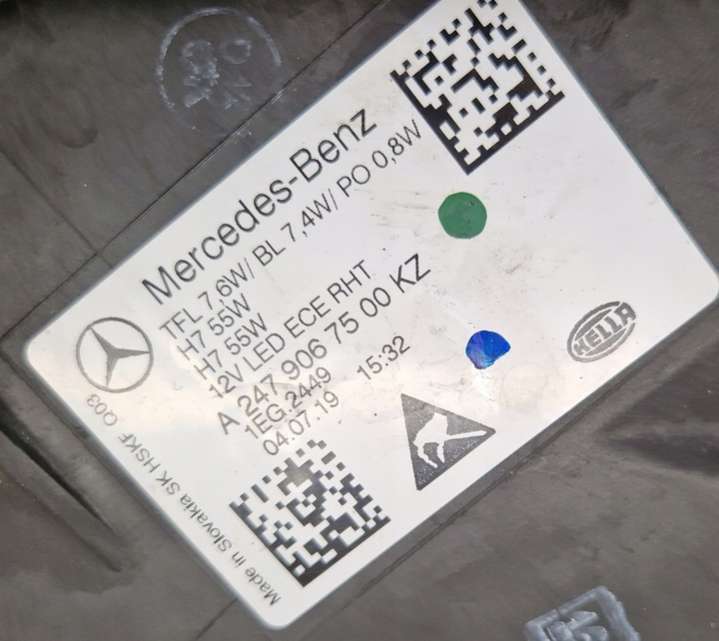 Mercedes-Benz
TFL 7,6W/ BL 7,4W/ PO 0,8W
H7 55W
H7 55W
12V LED ECE RHT
A 247 906 75 00 KZ
1EG.2449
04.07.19 15:32
HELLA
Made in Slovakia SK HSKF Q03